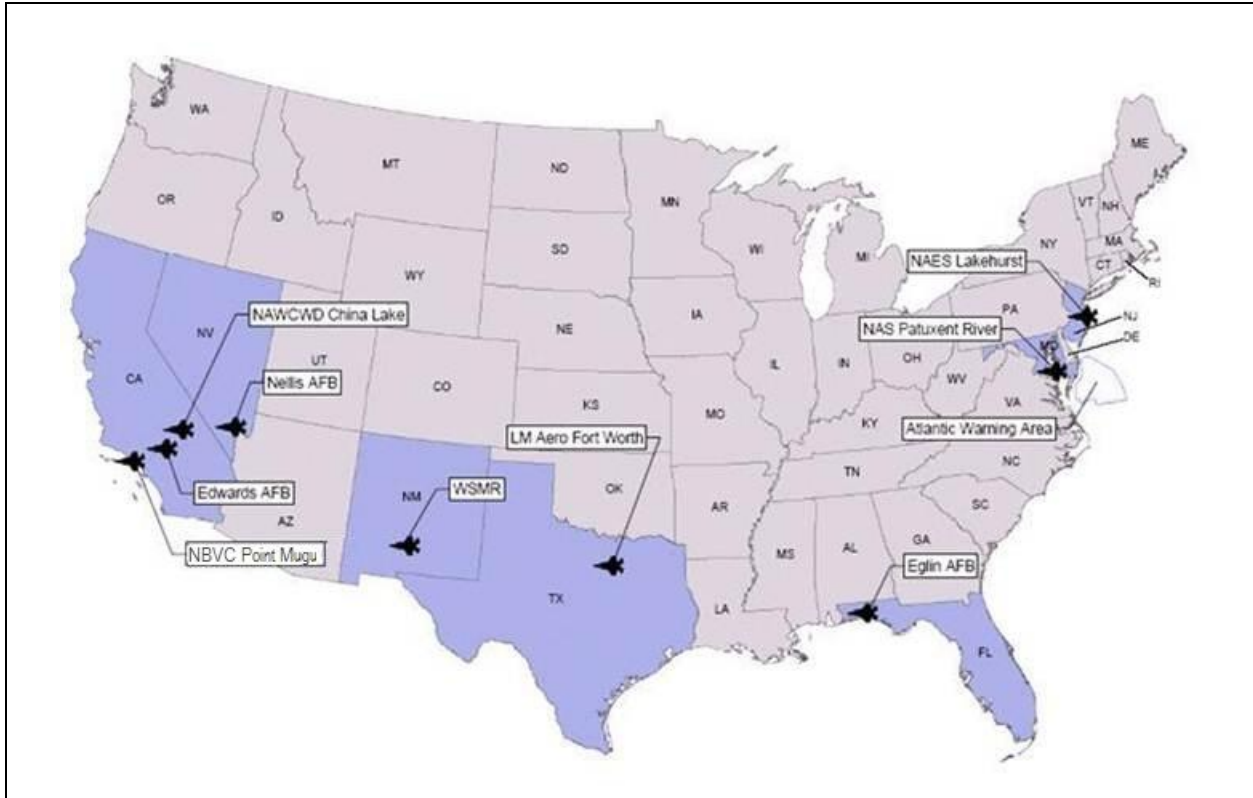 WA
MT
ND
MN
ME
OR
ID
SD
WI
MI
VT
NH
NY
MA
CT
RI
WY
NAES Lakehurst
IA
NE
PA
NJ
NAWCWD China Lake
NV
NAS Patuxent River
MD
DE
UT
CO
IL
IN
OH
WV
CA
Nellis AFB
KS
MO
VA
KY
Atlantic Warning Area
LM Aero Fort Worth
TN
NC
Edwards AFB
NM
WSMR
OK
AR
SC
AZ
NBVC Point Mugu
MS
AL
GA
Eglin AFB
TX
LA
FL